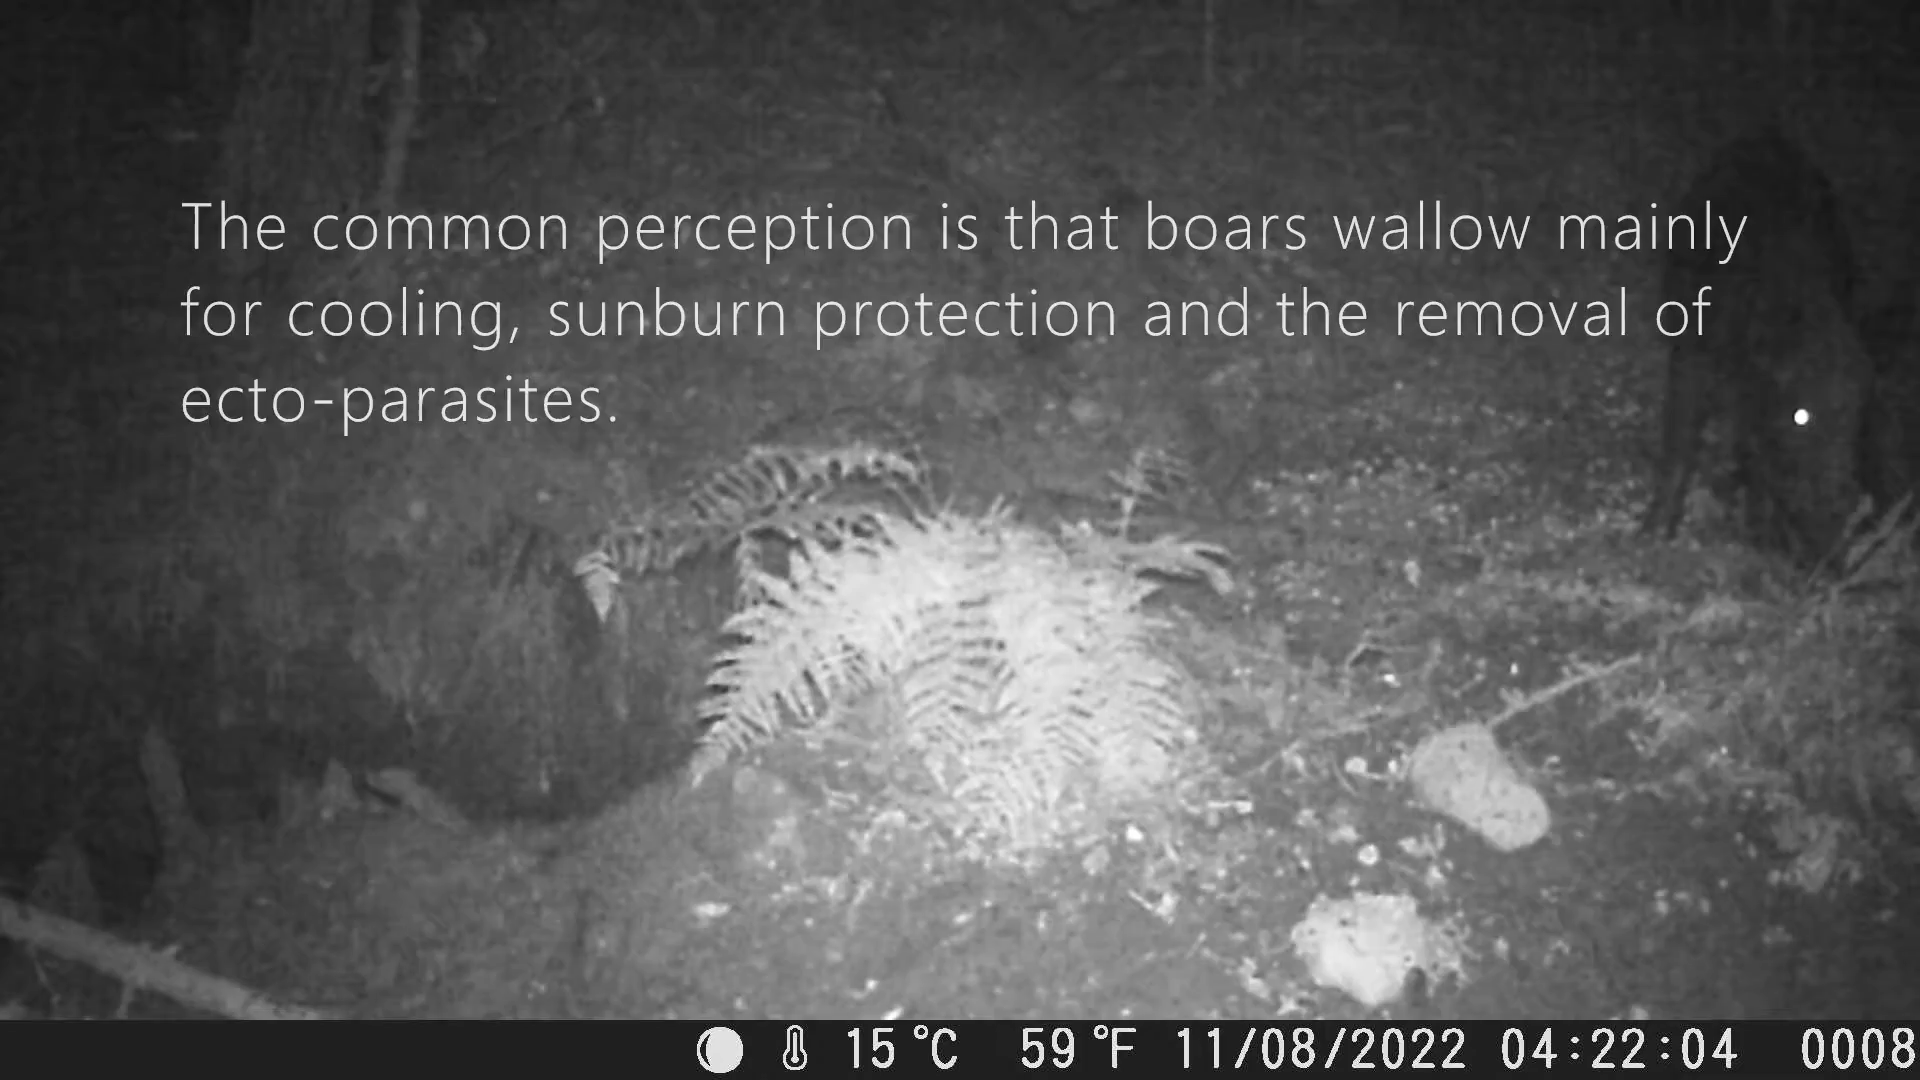 The common perception is that boars wallow mainly
for cooling, sunburn protection and the removal of
ecto-parasites.
15°C 59°F 11/08/2022 04:22:04 0008